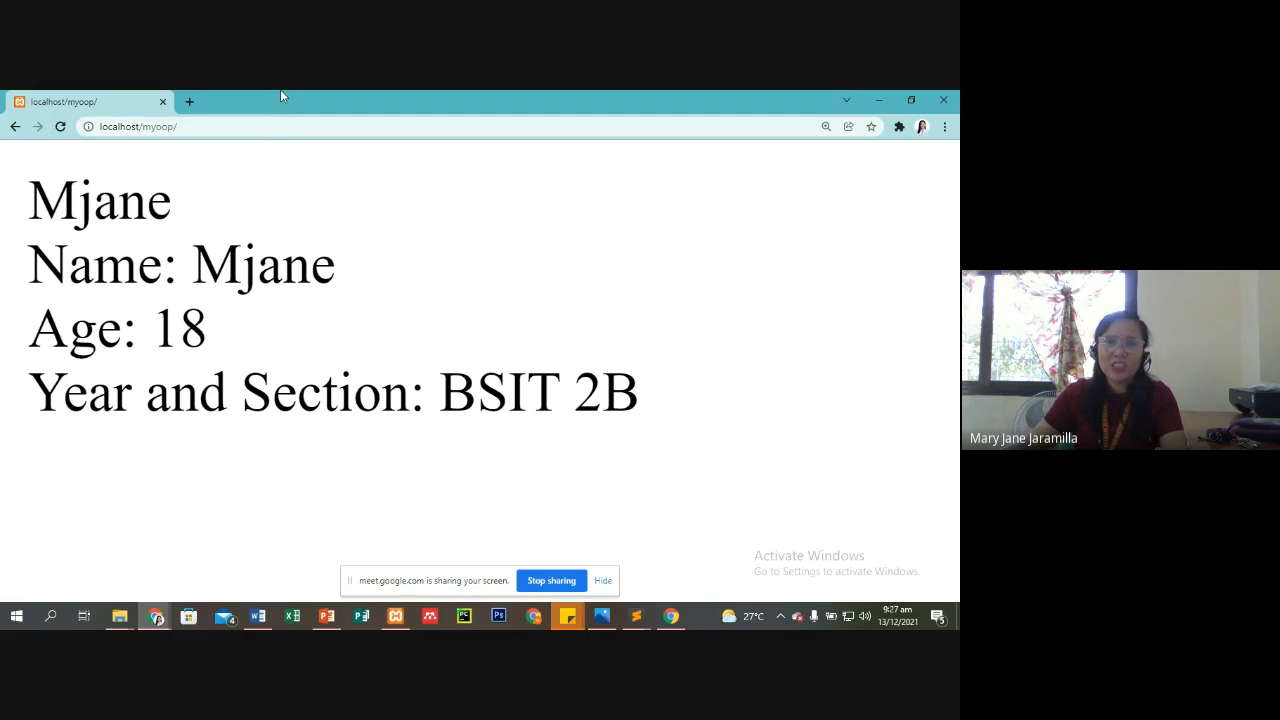 localhost/myoop/
localhost/myoop/
Mjane
Name: Mjane
Age: 18
Year and Section: BSIT 2B
Activate Windows
Go to Settings to activate Windows.
meet.google.com is sharing your screen.
Stop sharing
Hide
4
27°C
9:27 am
13/12/2021
5
Mary Jane Jaramilla